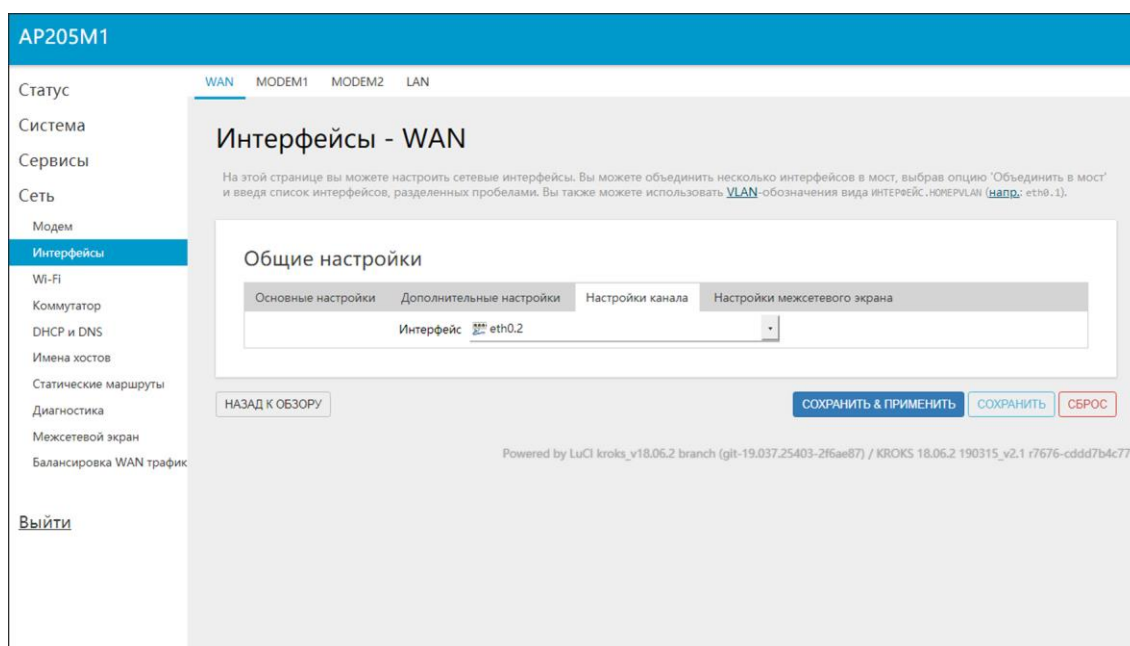 AP205M1
Статус
Система
Сервисы
Сеть
Модем
Интерфейсы
Wi-Fi
Коммутатор
DHCP и DNS
Имена хостов
Статические маршруты
Диагностика
Межсетевой экран
Балансировка WAN трафик
Выйти
WAN MODEM1 MODEM2 LAN
Интерфейсы - WAN
На этой странице вы можете настроить сетевые интерфейсы. Вы можете объединить несколько интерфейсов в мост, выбрав опцию 'Объединить в мост'
и введя список интерфейсов, разделенных пробелами. Вы также можете использовать VLAN-обозначения вида ИНТЕРФЕЙС.НОМЕРVLAN (напр.: eth0.1).
Общие настройки
Основные настройки Дополнительные настройки Настройки канала Настройки межсетевого экрана
Интерфейс eth0.2
НАЗАД К ОБЗОРУ СОХРАНИТЬ & ПРИМЕНИТЬ СОХРАНИТЬ СБРОС
Powered by LuCI kroks_v18.06.2 branch (git-19.037.25403-2f6ae87) / KROKS 18.06.2 190315_v2.1 r7676-cddd7b4c77